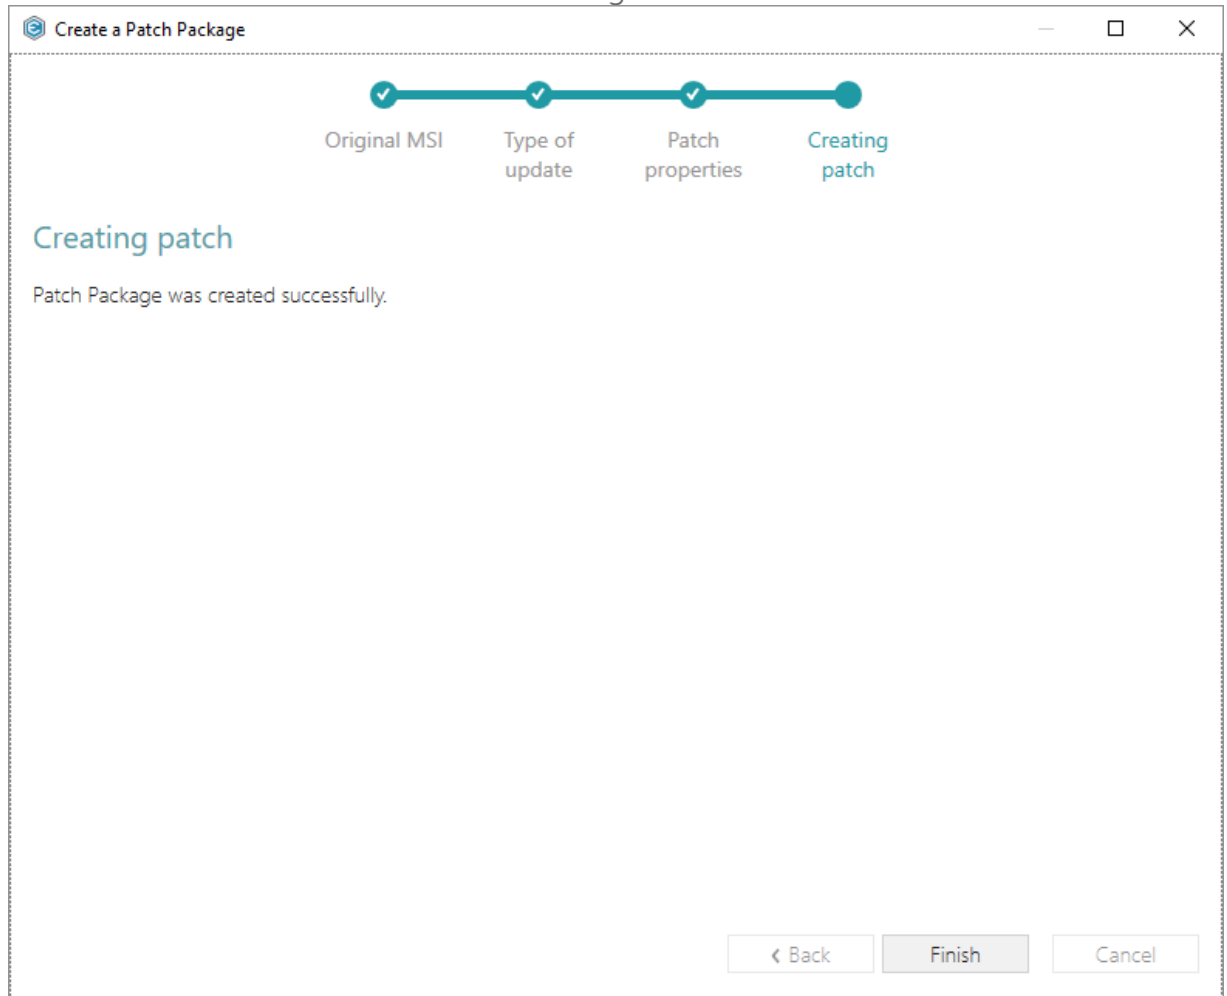 Create a Patch Package
Original MSI
Type of
update
Patch
properties
Creating
patch
Creating patch
Patch Package was created successfully.
Back
Finish
Cancel